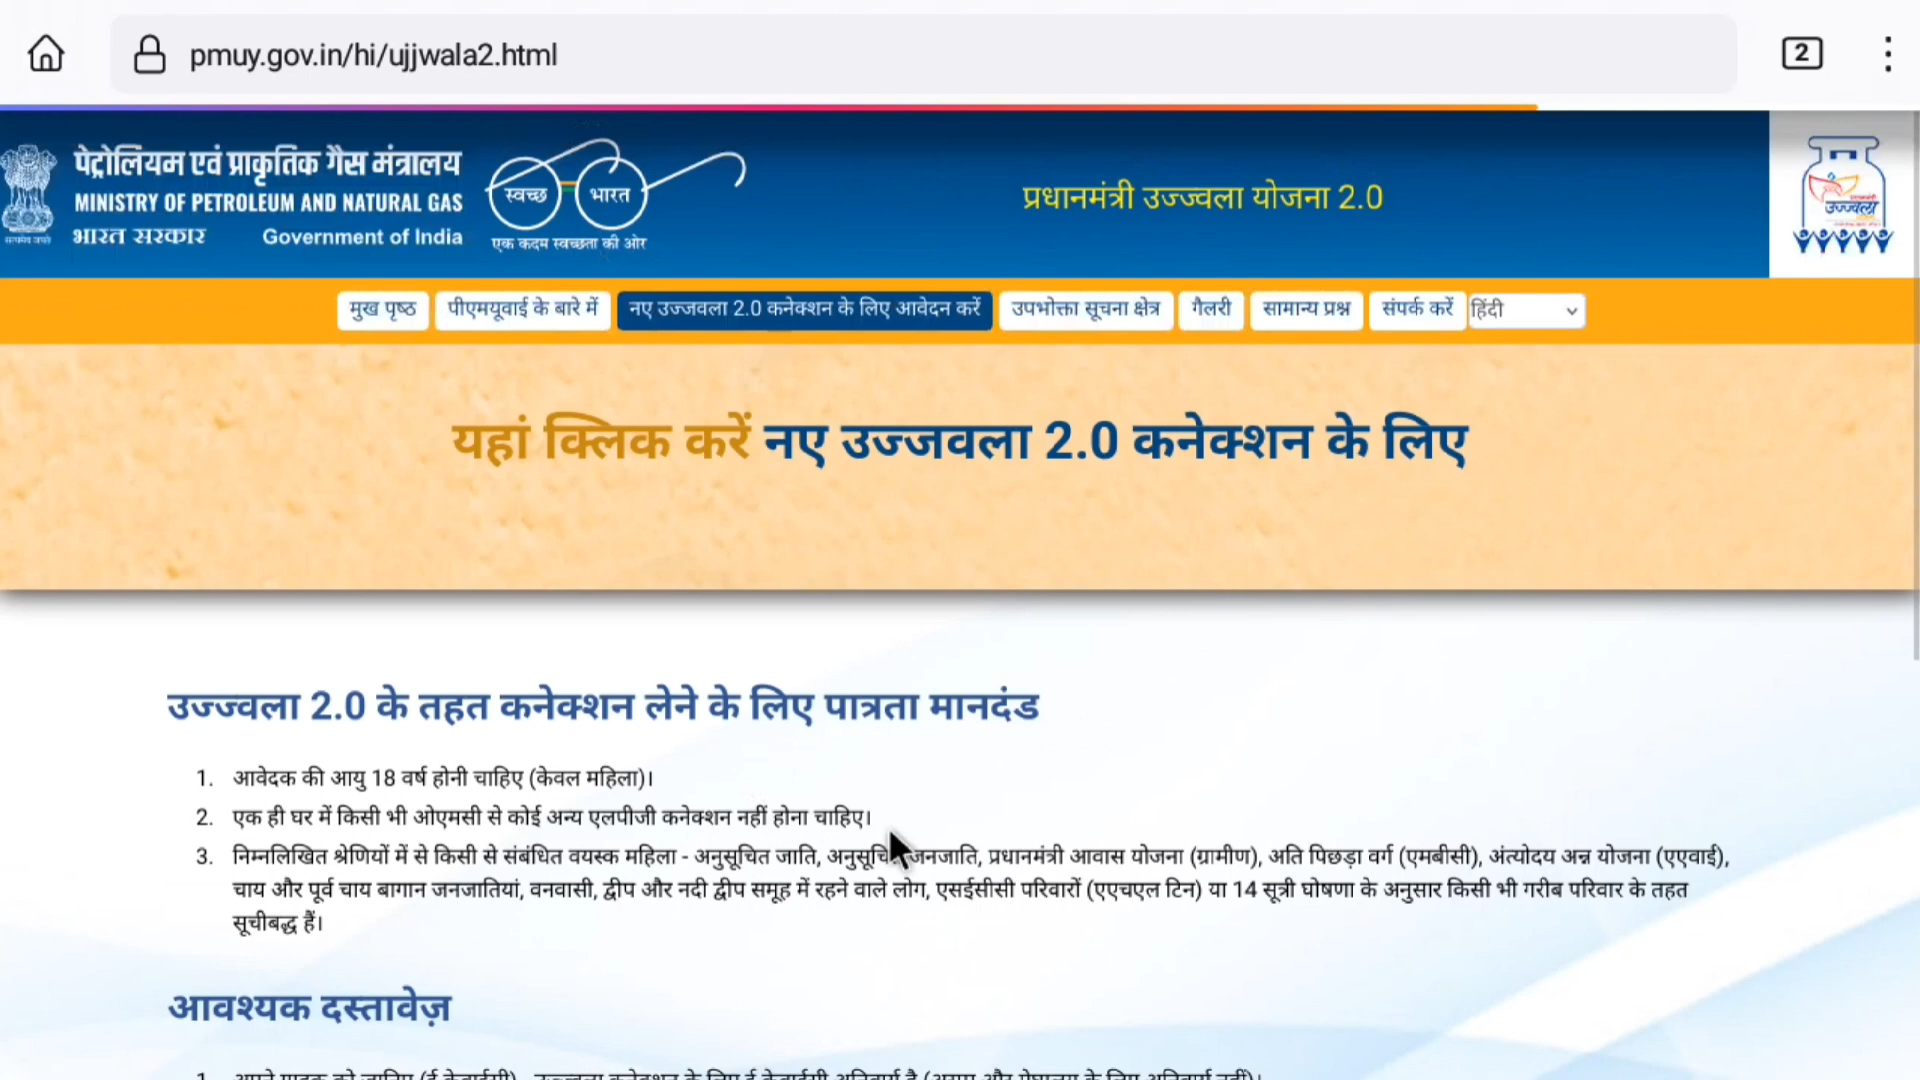 pmuy.gov.in/hi/ujjwala2.html
2
पेट्रोलियम एवं प्राकृतिक गैस मंत्रालय
MINISTRY OF PETROLEUM AND NATURAL GAS
भारत सरकार Government of India
स्वच्छ भारत
एक कदम स्वच्छता की ओर
प्रधानमंत्री उज्ज्वला योजना 2.0
उज्ज्वला
मुख पृष्ठ पीएमयूवाई के बारे में नए उज्जवला 2.0 कनेक्शन के लिए आवेदन करें उपभोक्ता सूचना क्षेत्र गैलरी सामान्य प्रश्न संपर्क करें हिंदी
यहां क्लिक करें नए उज्जवला 2.0 कनेक्शन के लिए
उज्ज्वला 2.0 के तहत कनेक्शन लेने के लिए पात्रता मानदंड
1. आवेदक की आयु 18 वर्ष होनी चाहिए (केवल महिला)।
2. एक ही घर में किसी भी ओएमसी से कोई अन्य एलपीजी कनेक्शन नहीं होना चाहिए।
3. निम्नलिखित श्रेणियों में से किसी से संबंधित वयस्क महिला - अनुसूचित जाति, अनुसूचित जनजाति, प्रधानमंत्री आवास योजना (ग्रामीण), अति पिछड़ा वर्ग (एमबीसी), अंत्योदय अन्न योजना (एएवाई),
चाय और पूर्व चाय बागान जनजातियां, वनवासी, द्वीप और नदी द्वीप समूह में रहने वाले लोग, एसईसीसी परिवारों (एएचएल टिन) या 14 सूत्री घोषणा के अनुसार किसी भी गरीब परिवार के तहत
सूचीबद्ध हैं।
आवश्यक दस्तावेज़